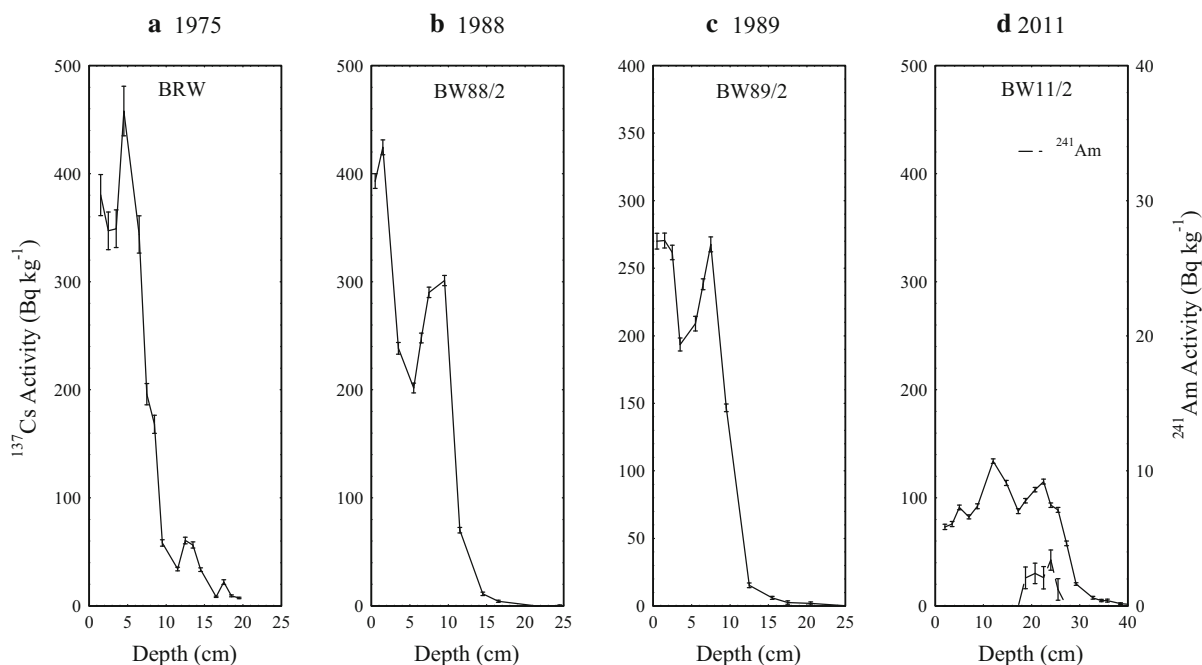 a 1975
b 1988
c 1989
d 2011
BRW
BW88/2
BW89/2
BW11/2
²⁴¹Am
¹³⁷Cs Activity (Bq kg⁻¹)
500
400
300
200
100
0
0 5 10 15 20 25
Depth (cm)
500
400
300
200
100
0
0 5 10 15 20 25
Depth (cm)
400
350
300
250
200
150
100
50
0
0 5 10 15 20 25
Depth (cm)
500
400
300
200
100
0
0 10 20 30 40
Depth (cm)
40
30
20
10
0
²⁴¹Am Activity (Bq kg⁻¹)